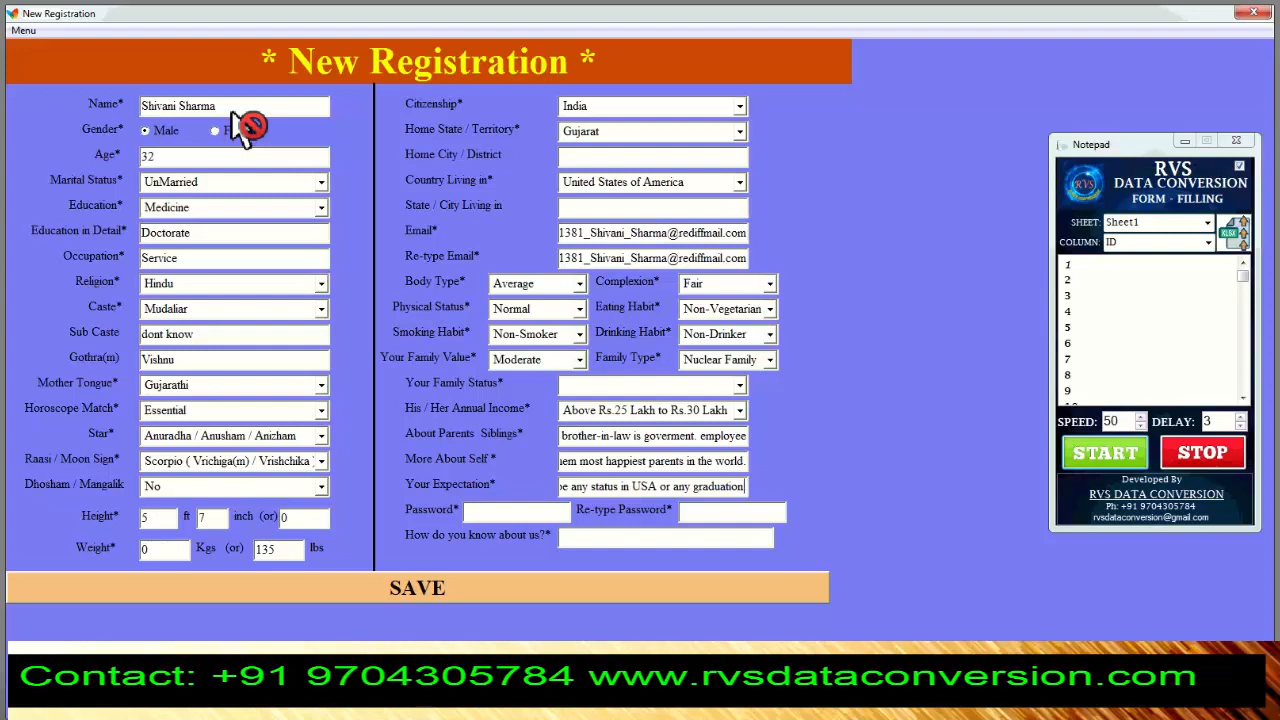 New Registration
Menu
* New Registration *
Name* Shivani Sharma
Gender* Male F
Age* 32
Marital Status* UnMarried
Education* Medicine
Education in Detail* Doctorate
Occupation* Service
Religion* Hindu
Caste* Mudaliar
Sub Caste dont know
Gothra(m) Vishnu
Mother Tongue* Gujarathi
Horoscope Match* Essential
Star* Anuradha / Anusham / Anizham
Raasi / Moon Sign* Scorpio ( Vrichiga(m) / Vrishchika )
Dhosham / Mangalik No
Height* 5 ft 7 inch (or) 0
Weight* 0 Kgs (or) 135 lbs
Citizenship* India
Home State / Territory* Gujarat
Home City / District
Country Living in* United States of America
State / City Living in
Email* 1381_Shivani_Sharma@rediffmail.com
Re-type Email* 1381_Shivani_Sharma@rediffmail.com
Body Type* Average Complexion* Fair
Physical Status* Normal Eating Habit* Non-Vegetarian
Smoking Habit* Non-Smoker Drinking Habit* Non-Drinker
Your Family Value* Moderate Family Type* Nuclear Family
Your Family Status*
His / Her Annual Income* Above Rs.25 Lakh to Rs.30 Lakh
About Parents Siblings* brother-in-law is goverment. employee
More About Self * most happiest parents in the world.
Your Expectation* any status in USA or any graduation
Password* Re-type Password*
How do you know about us?*
SAVE
Notepad
RVS
DATA CONVERSION
FORM - FILLING
RVS
SHEET: Sheet1
XLSX
COLUMN: ID
1
2
3
4
5
6
7
8
9
SPEED: 50 DELAY: 3
START STOP
Developed By
RVS DATA CONVERSION
Ph: +91 9704305784
rvsdataconversion@gmail.com
Contact: +91 9704305784 www.rvsdataconversion.com